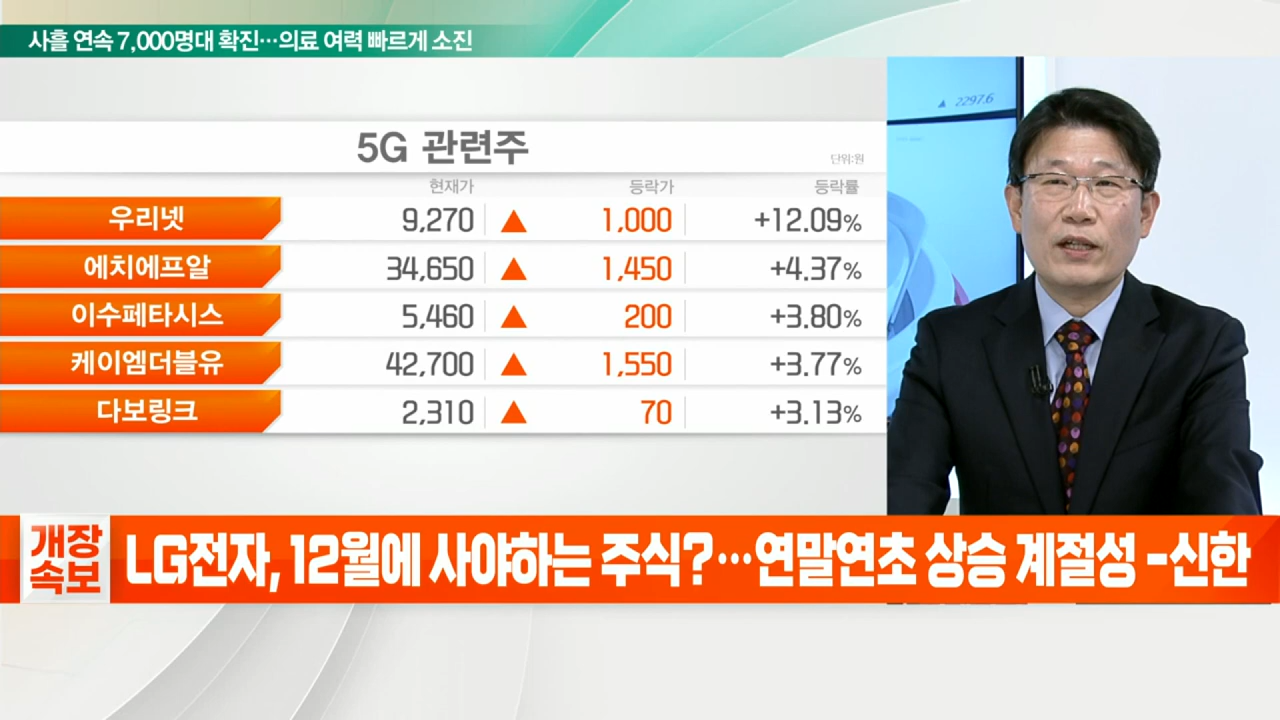 사흘 연속 7,000명대 확진…의료 여력 빠르게 소진
▲ 2297.6
5G 관련주
단위:원
현재가 등락가 등락률
우리넷 9,270 ▲ 1,000 +12.09%
에치에프알 34,650 ▲ 1,450 +4.37%
이수페타시스 5,460 ▲ 200 +3.80%
케이엠더블유 42,700 ▲ 1,550 +3.77%
다보링크 2,310 ▲ 70 +3.13%
개장
속보
LG전자, 12월에 사야하는 주식?…연말연초 상승 계절성 -신한